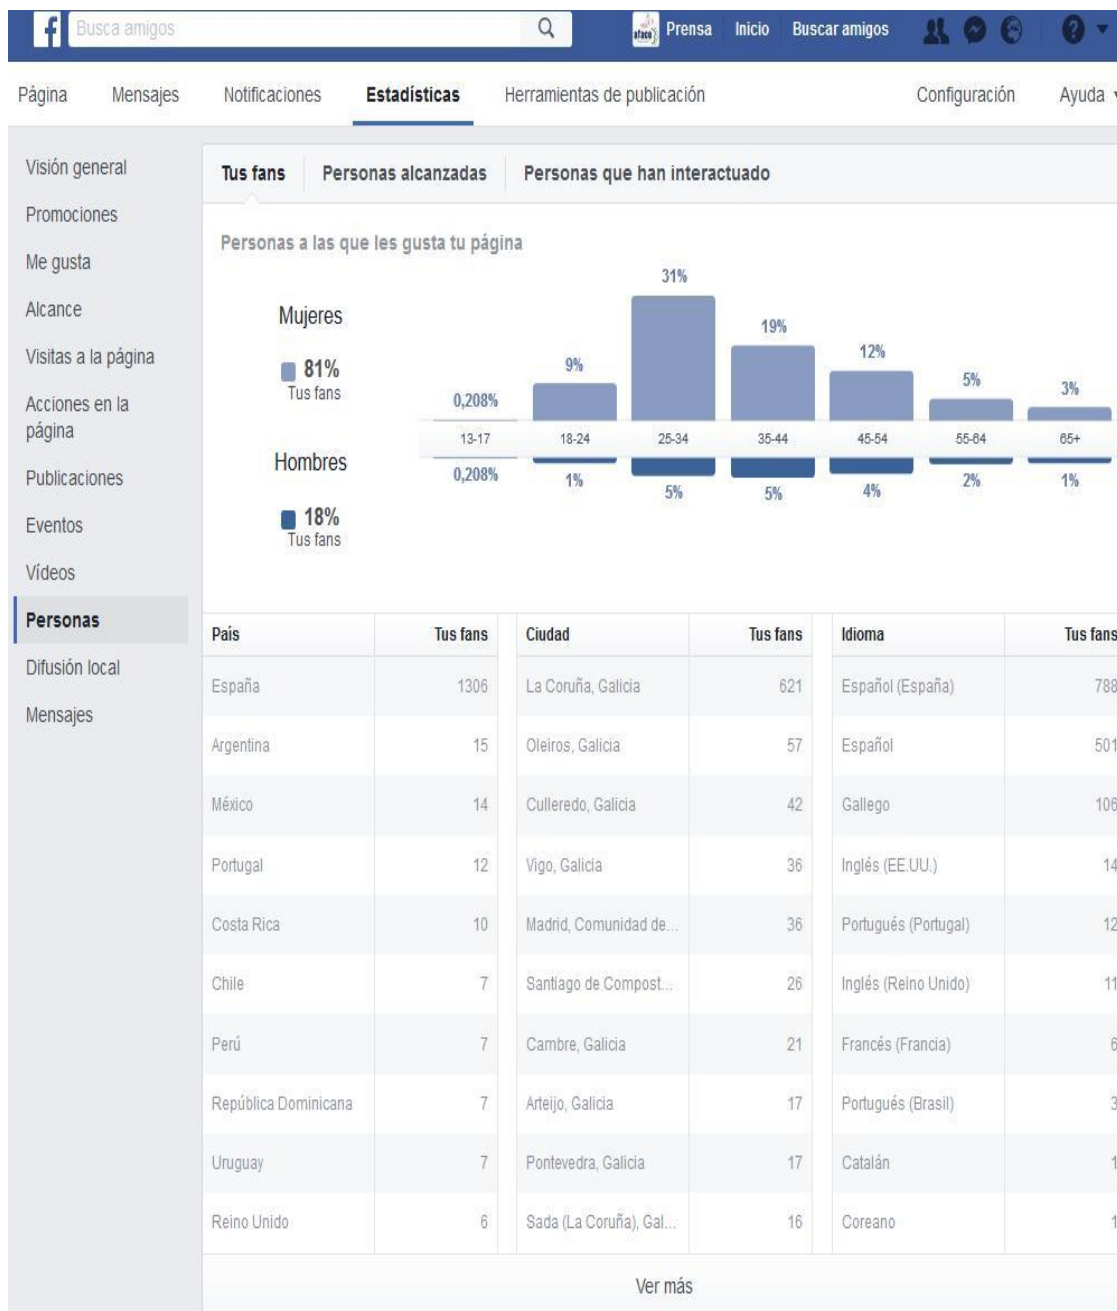 f Busca amigos afaco Prensa Inicio Buscar amigos ?
Página Mensajes Notificaciones Estadísticas Herramientas de publicación Configuración Ayuda
Visión general
Promociones
Me gusta
Alcance
Visitas a la página
Acciones en la
página
Publicaciones
Eventos
Vídeos
Personas
Difusión local
Mensajes
Tus fans Personas alcanzadas Personas que han interactuado
Personas a las que les gusta tu página
Mujeres
81%
Tus fans
0,208% 9% 31% 19% 12% 5% 3%
13-17 18-24 25-34 35-44 45-54 55-64 65+
Hombres
18%
Tus fans
0,208% 1% 5% 5% 4% 2% 1%
País Tus fans Ciudad Tus fans Idioma Tus fans
España 1306 La Coruña, Galicia 621 Español (España) 788
Argentina 15 Oleiros, Galicia 57 Español 501
México 14 Culleredo, Galicia 42 Gallego 106
Portugal 12 Vigo, Galicia 36 Inglés (EE.UU.) 14
Costa Rica 10 Madrid, Comunidad de... 36 Portugués (Portugal) 12
Chile 7 Santiago de Compost... 26 Inglés (Reino Unido) 11
Perú 7 Cambre, Galicia 21 Francés (Francia) 6
República Dominicana 7 Arteijo, Galicia 17 Portugués (Brasil) 3
Uruguay 7 Pontevedra, Galicia 17 Catalán 1
Reino Unido 6 Sada (La Coruña), Gal... 16 Coreano 1
Ver más